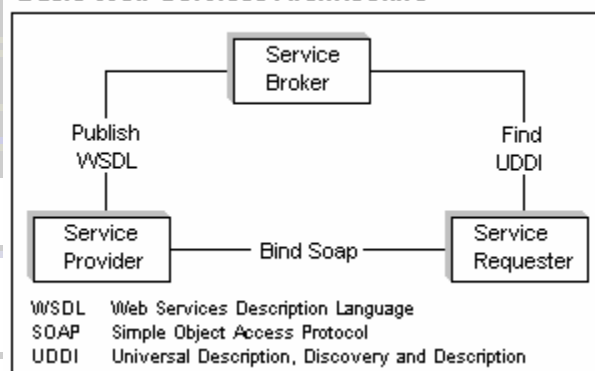 Service
Broker
Publish
WSDL
Find
UDDI
Service
Provider
Bind Soap
Service
Requester
WSDL Web Services Description Language
SOAP Simple Object Access Protocol
UDDI Universal Description, Discovery and Description